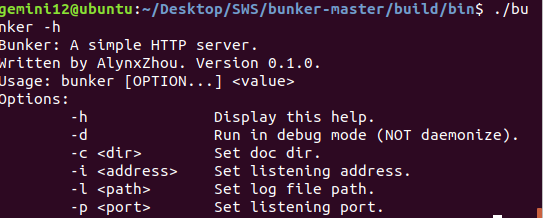 gemini12@ubuntu:~/Desktop/SWS/bunker-master/build/bin$ ./bu
nker -h
Bunker: A simple HTTP server.
Written by AlynxZhou. Version 0.1.0.
Usage: bunker [OPTION...] <value>
Options:
-h Display this help.
-d Run in debug mode (NOT daemonize).
-c <dir> Set doc dir.
-i <address> Set listening address.
-l <path> Set log file path.
-p <port> Set listening port.